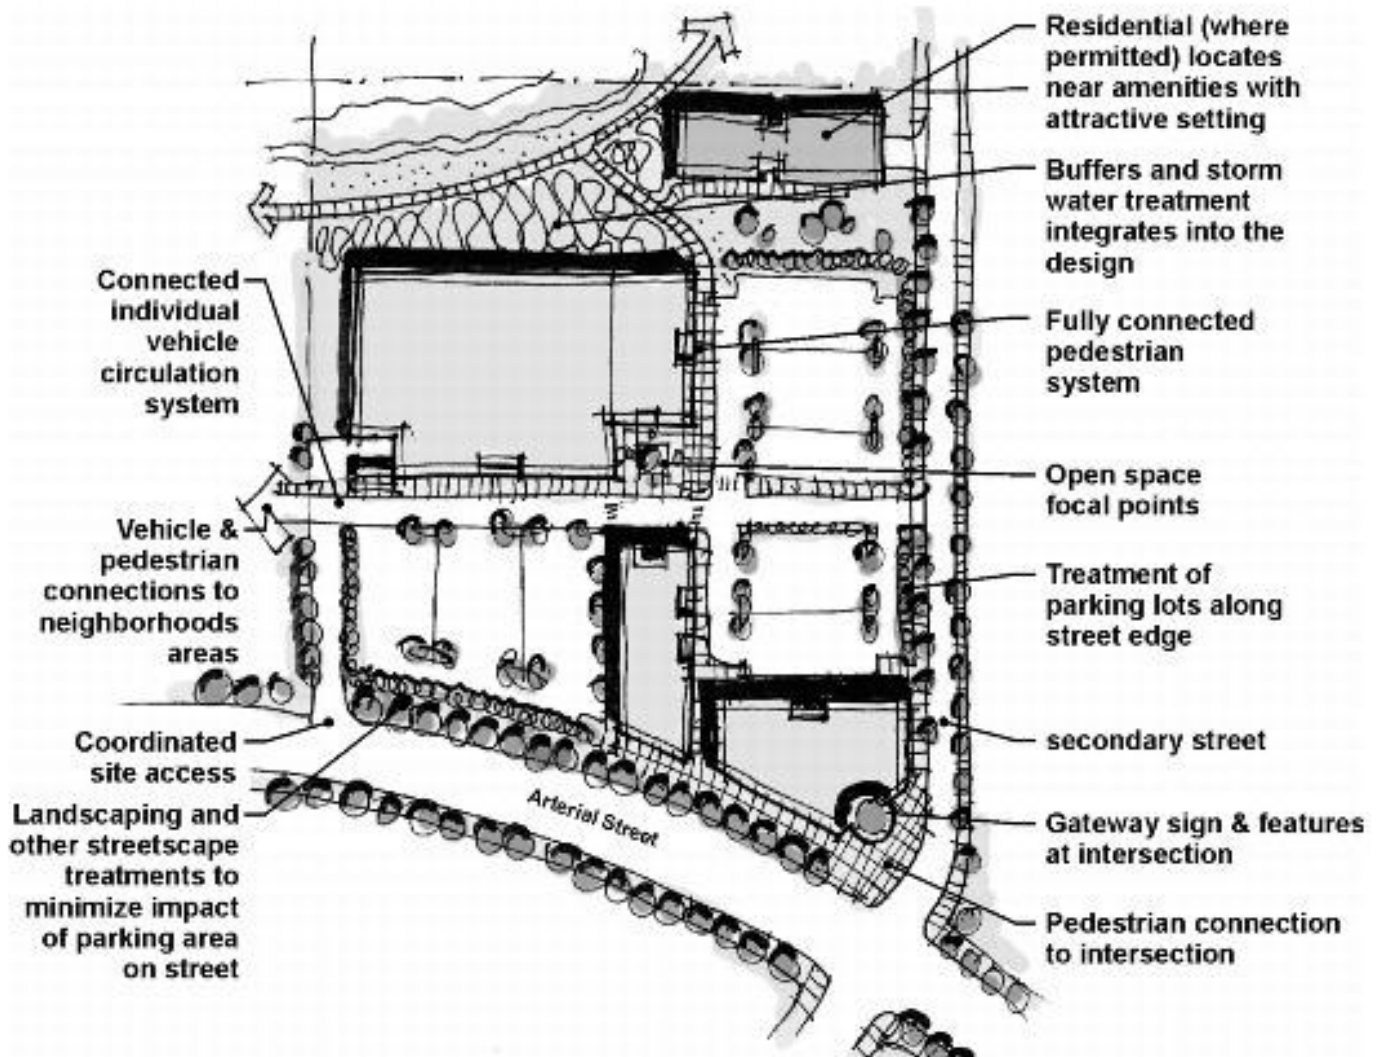 Residential (where
permitted) locates
near amenities with
attractive setting
Buffers and storm
water treatment
integrates into the
design
Fully connected
pedestrian
system
Open space
focal points
Treatment of
parking lots along
street edge
secondary street
Gateway sign & features
at intersection
Pedestrian connection
to intersection
Connected
individual
vehicle
circulation
system
Vehicle &
pedestrian
connections to
neighborhoods
areas
Coordinated
site access
Landscaping and
other streetscape
treatments to
minimize impact
of parking area
on street
Arterial Street